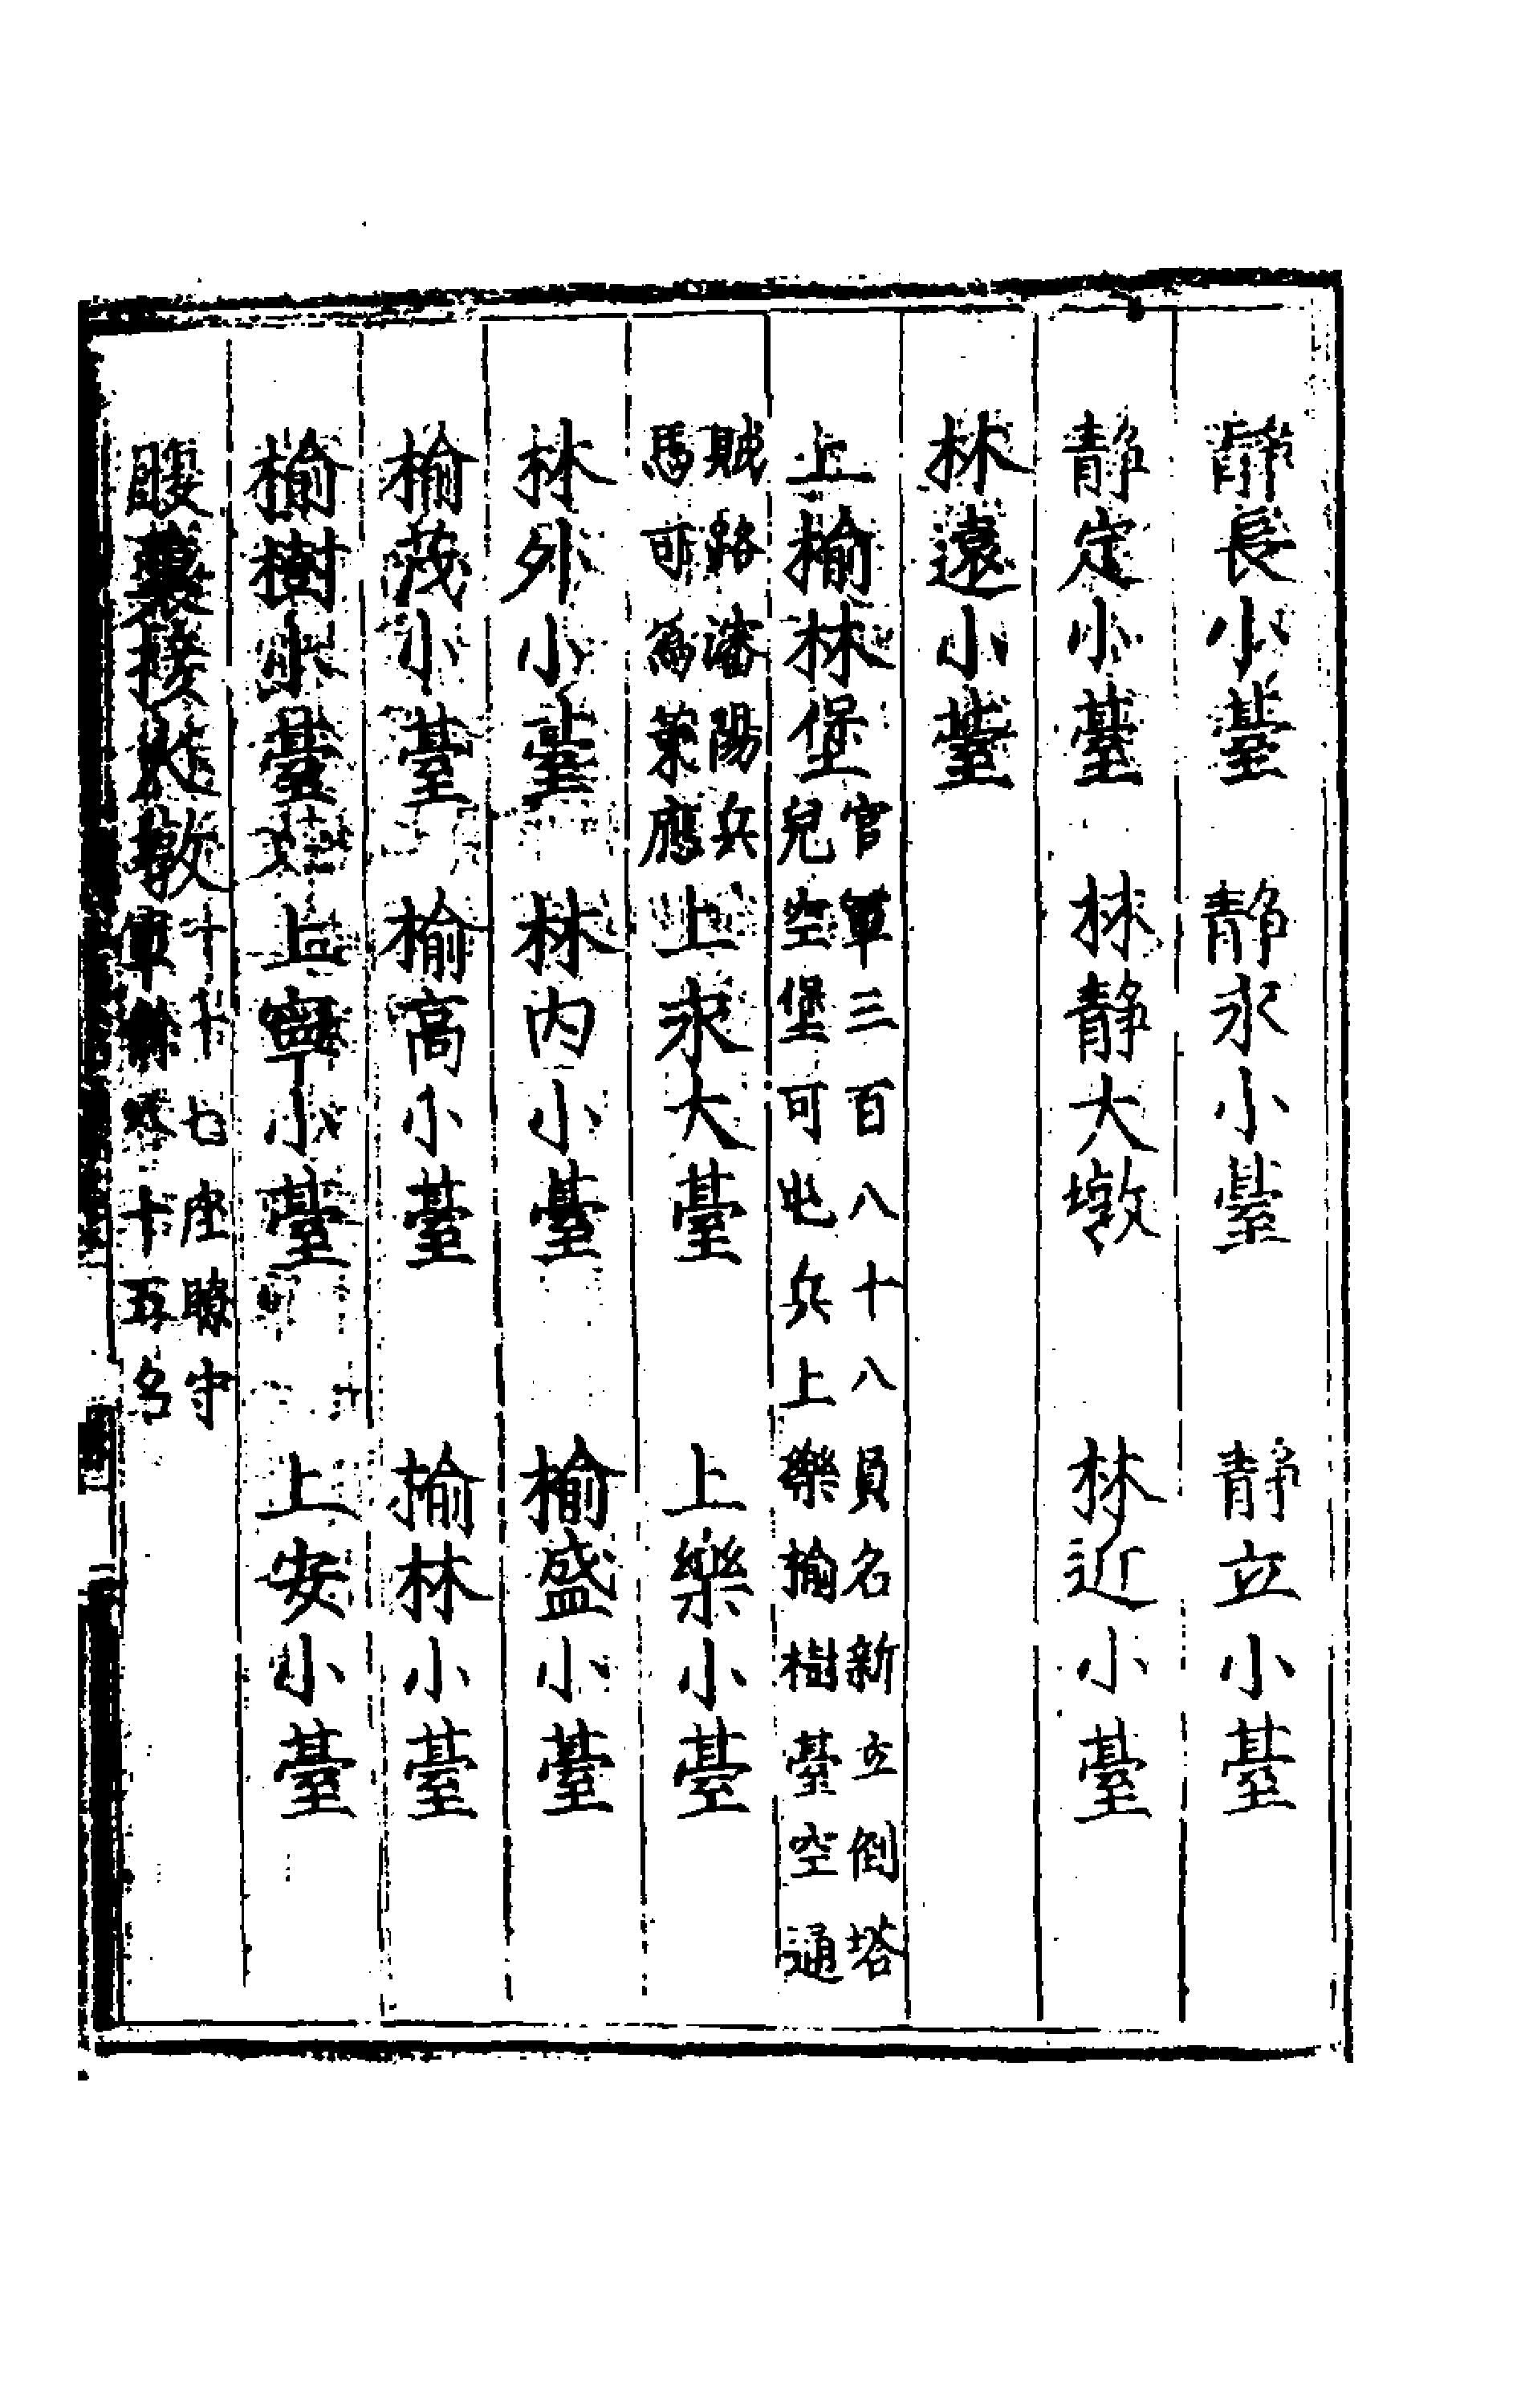 靜長小臺　靜永小臺　靜立小臺
靜定小臺　林靜大墩　林近小臺
林遠小臺
上榆林堡
官軍三百八十八員名新立倒塔
兒空堡可屯兵上樂榆樹臺空通
賊路瀋陽兵
馬可為策應
上永大臺　上樂小臺
林外小臺　林內小臺　榆盛小臺
榆茂小臺　榆高小臺　榆林小臺
榆樹小臺　上寧小臺　上安小臺
腹裏接火墩
十七座瞭守
軍餘八十五名